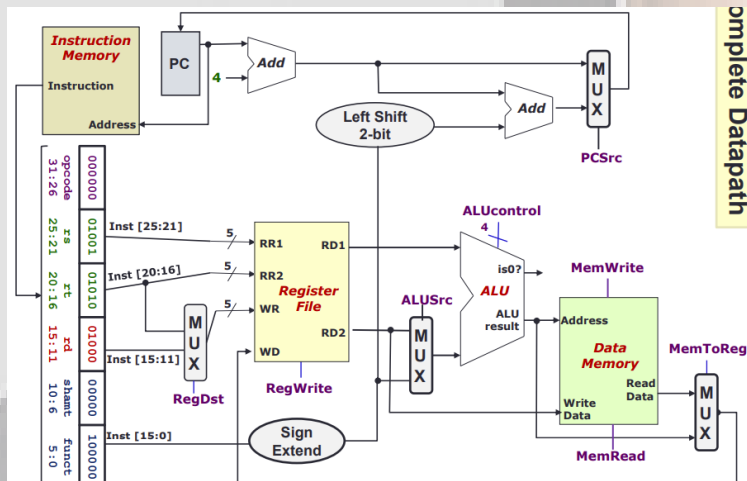 Instruction
Memory
Instruction
Address
PC
4
Add
Left Shift
2-bit
Add
M
U
X
PCSrc
omplete Datapath
opcode
31:26
000000
rs
25:21
01001
rt
20:16
01010
rd
15:11
01000
shamt
10:6
00000
funct
5:0
100000
Inst [25:21]
Inst [20:16]
Inst [15:11]
Inst [15:0]
5
5
5
M
U
X
RegDst
RR1
RR2
WR
WD
RD1
RD2
Register
File
RegWrite
Sign
Extend
ALUSrc
M
U
X
ALUcontrol
4
is0?
ALU
ALU
result
MemWrite
Address
Data
Memory
Read
Data
Write
Data
MemRead
MemToReg
M
U
X